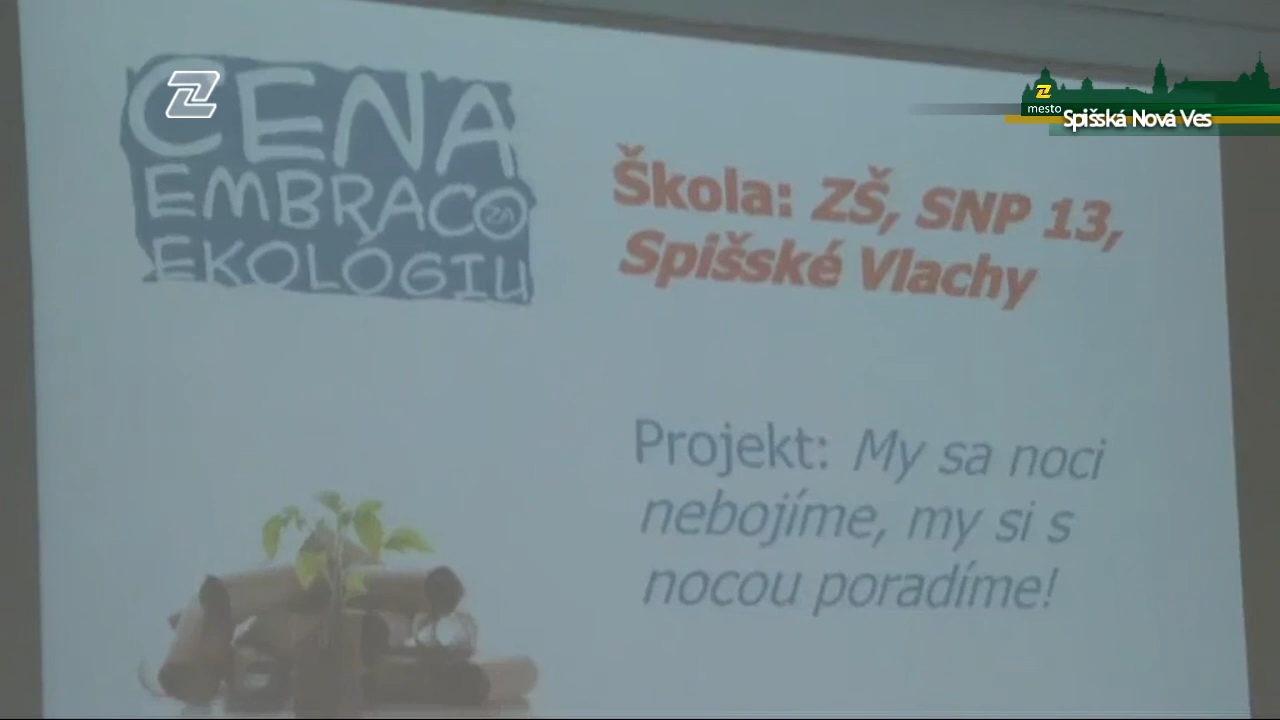 CENA
EMBRACO ZA
EKOLÓGIU
mesto
Spišská Nová Ves
Škola: ZŠ, SNP 13,
Spišské Vlachy
Projekt: My sa noci
nebojíme, my si s
nocou poradíme!